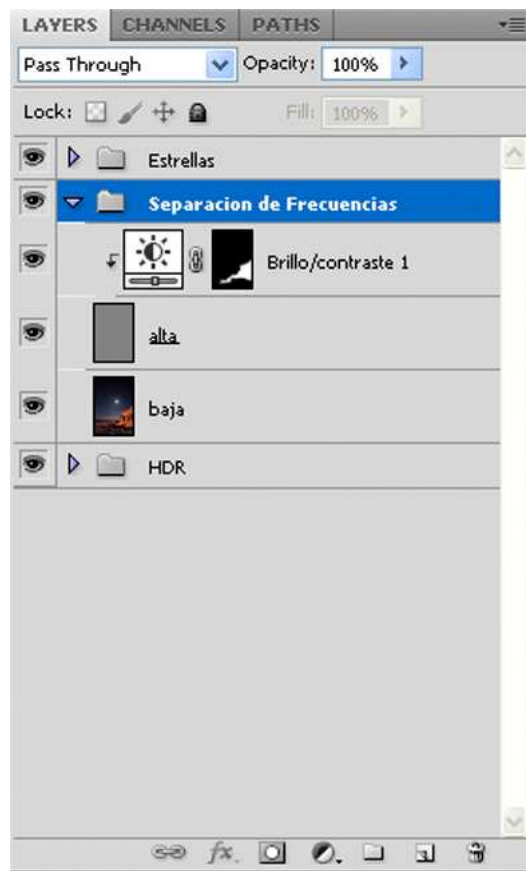 LAYERS CHANNELS PATHS
Pass Through Opacity: 100%
Lock: Fill: 100%
Estrellas
Separacion de Frecuencias
Brillo/contraste 1
alta
baja
HDR
fx.